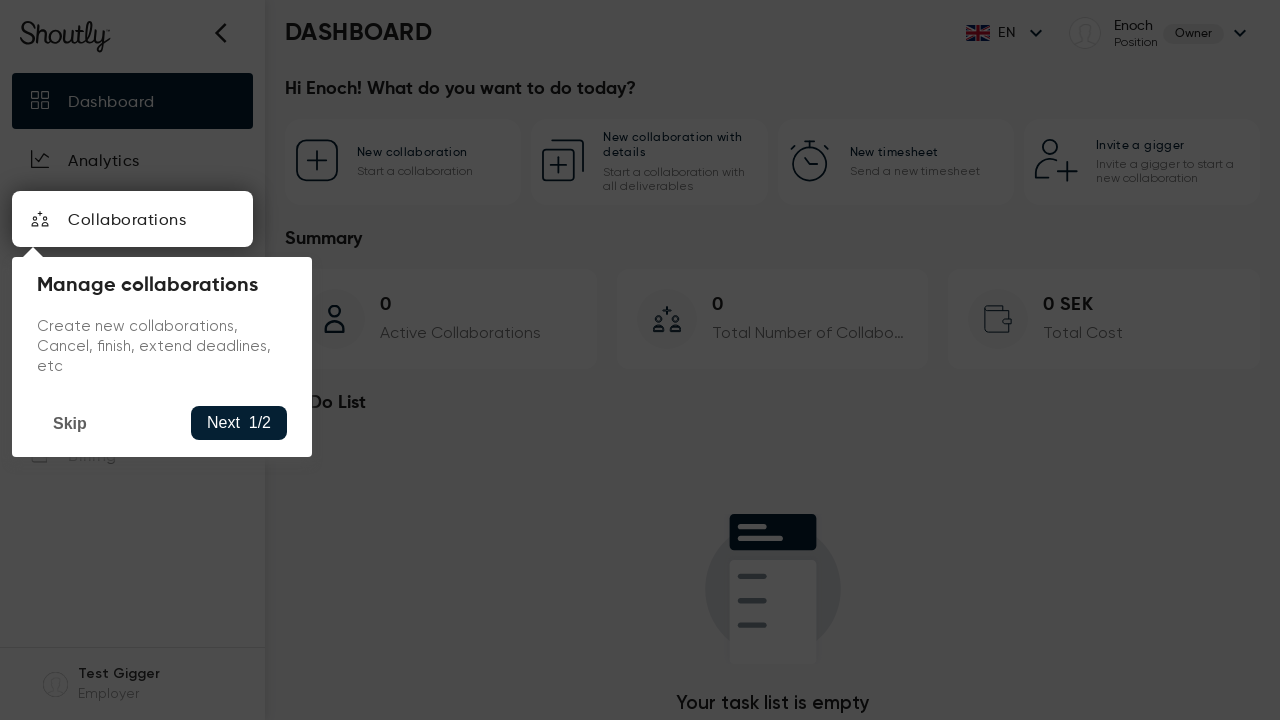 Shoutly
DASHBOARD
EN
Enoch
Position
Owner
Dashboard
Analytics
Collaborations
Manage collaborations
Create new collaborations,
Cancel, finish, extend deadlines,
etc
Skip
Next 1/2
Billing
Test Gigger
Employer
Hi Enoch! What do you want to do today?
New collaboration
Start a collaboration
New collaboration with
details
Start a collaboration with
all deliverables
New timesheet
Send a new timesheet
Invite a gigger
Invite a gigger to start a
new collaboration
Summary
0
Active Collaborations
0
Total Number of Collabo...
0 SEK
Total Cost
Do List
Your task list is empty